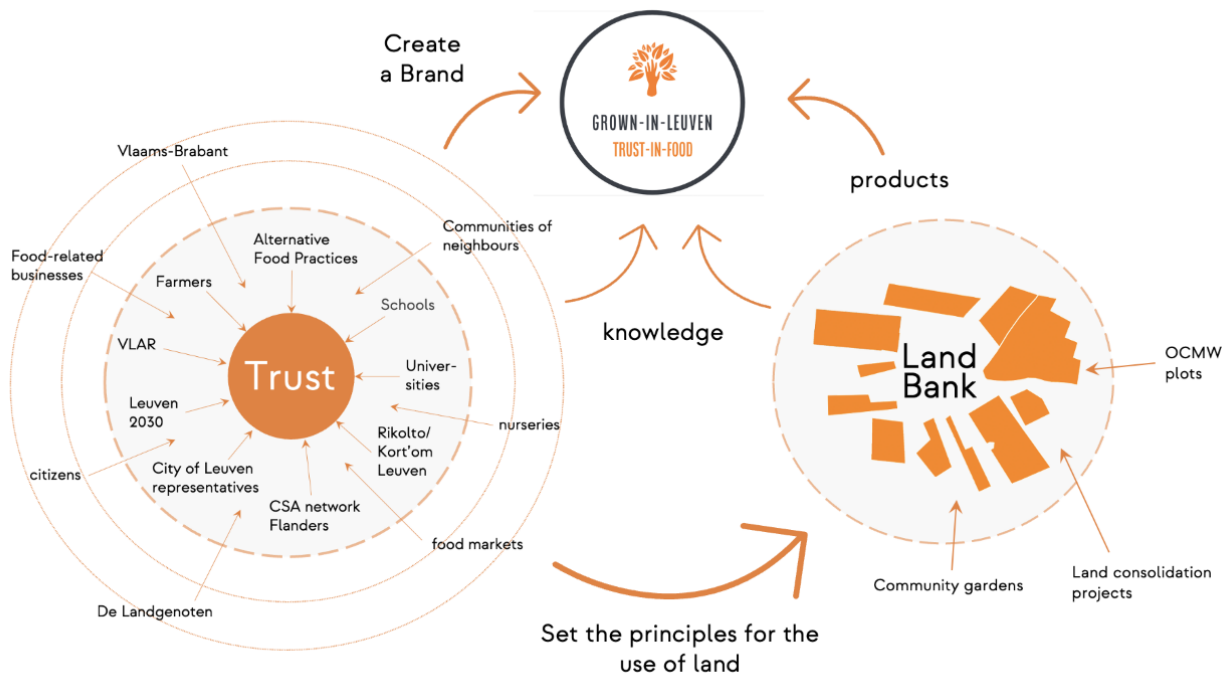 Create
a Brand
GROWN-IN-LEUVEN
TRUST-IN-FOOD
products
knowledge
Vlaams-Brabant
Food-related
businesses
Farmers
Alternative
Food Practices
Communities of
neighbours
Schools
VLAR
Trust
Univer-
sities
Leuven
2030
nurseries
Rikolto/
Kort'om
Leuven
citizens
City of Leuven
representatives
CSA network
Flanders
food markets
De Landgenoten
Set the principles for the
use of land
Land
Bank
OCMW
plots
Community gardens
Land consolidation
projects